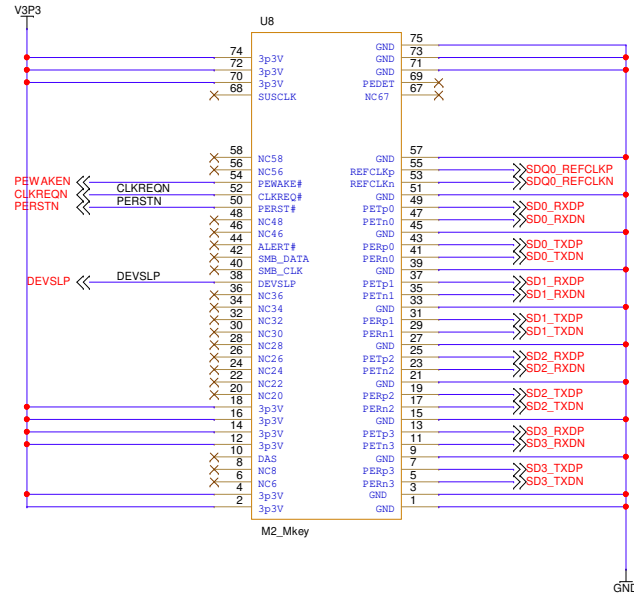 V3P3
U8
75
GND
74
73
3p3V
GND
72
71
3p3V
GND
70
69
3p3V
PEDET
68
67
SUSCLK
NC67
58
57
NC58
GND
56
55
NC56
REFCLKp
SDQ0_REFCLKP
54
53
PEWAKEN
PEWAKE#
REFCLKn
SDQ0_REFCLKN
CLKREQN
52
51
CLKREQN
CLKREQ#
GND
PERSTN
50
49
PERSTN
PERST#
PETp0
SD0_RXDP
48
47
NC48
PETn0
SD0_RXDN
46
45
NC46
GND
44
43
ALERT#
PERp0
SD0_TXDP
42
41
SMB_DATA
PERn0
SD0_TXDN
40
39
SMB_CLK
GND
DEVSLP
38
37
DEVSLP
DEVSLP
PETp1
SD1_RXDP
36
35
NC36
PETn1
SD1_RXDN
34
33
NC34
GND
32
31
NC32
PERp1
SD1_TXDP
30
29
NC30
PERn1
SD1_TXDN
28
27
NC28
GND
26
25
NC26
PETp2
SD2_RXDP
24
23
NC24
PETn2
SD2_RXDN
22
21
NC22
GND
20
19
NC20
PERp2
SD2_TXDP
18
17
3p3V
PERn2
SD2_TXDN
16
15
3p3V
GND
14
13
3p3V
PETp3
SD3_RXDP
12
11
3p3V
PETn3
SD3_RXDN
10
9
DAS
GND
8
7
NC8
PERp3
SD3_TXDP
6
5
NC6
PERn3
SD3_TXDN
4
3
3p3V
GND
2
1
3p3V
GND
M2_Mkey
GND